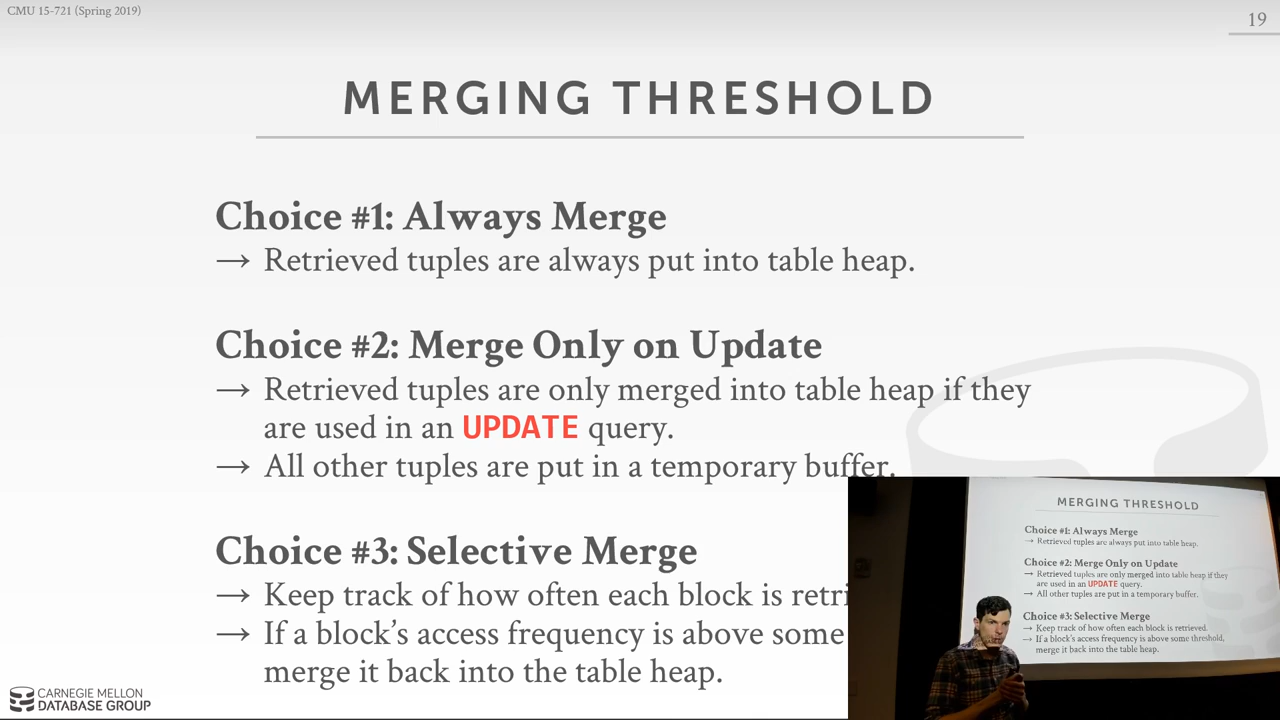 CMU 15-721 (Spring 2019)
19
MERGING THRESHOLD
Choice #1: Always Merge
→ Retrieved tuples are always put into table heap.
Choice #2: Merge Only on Update
→ Retrieved tuples are only merged into table heap if they
are used in an UPDATE query.
→ All other tuples are put in a temporary buffer.
Choice #3: Selective Merge
→ Keep track of how often each block is retri
→ If a block’s access frequency is above some
merge it back into the table heap.
CARNEGIE MELLON
DATABASE GROUP
MERGING THRESHOLD
Choice #1: Always Merge
→ Retrieved tuples are always put into table heap.
Choice #2: Merge Only on Update
→ Retrieved tuples are only merged into table heap if they
are used in an UPDATE query.
→ All other tuples are put in a temporary buffer.
Choice #3: Selective Merge
→ Keep track of how often each block is retrieved.
→ If a block’s access frequency is above some threshold,
merge it back into the table heap.